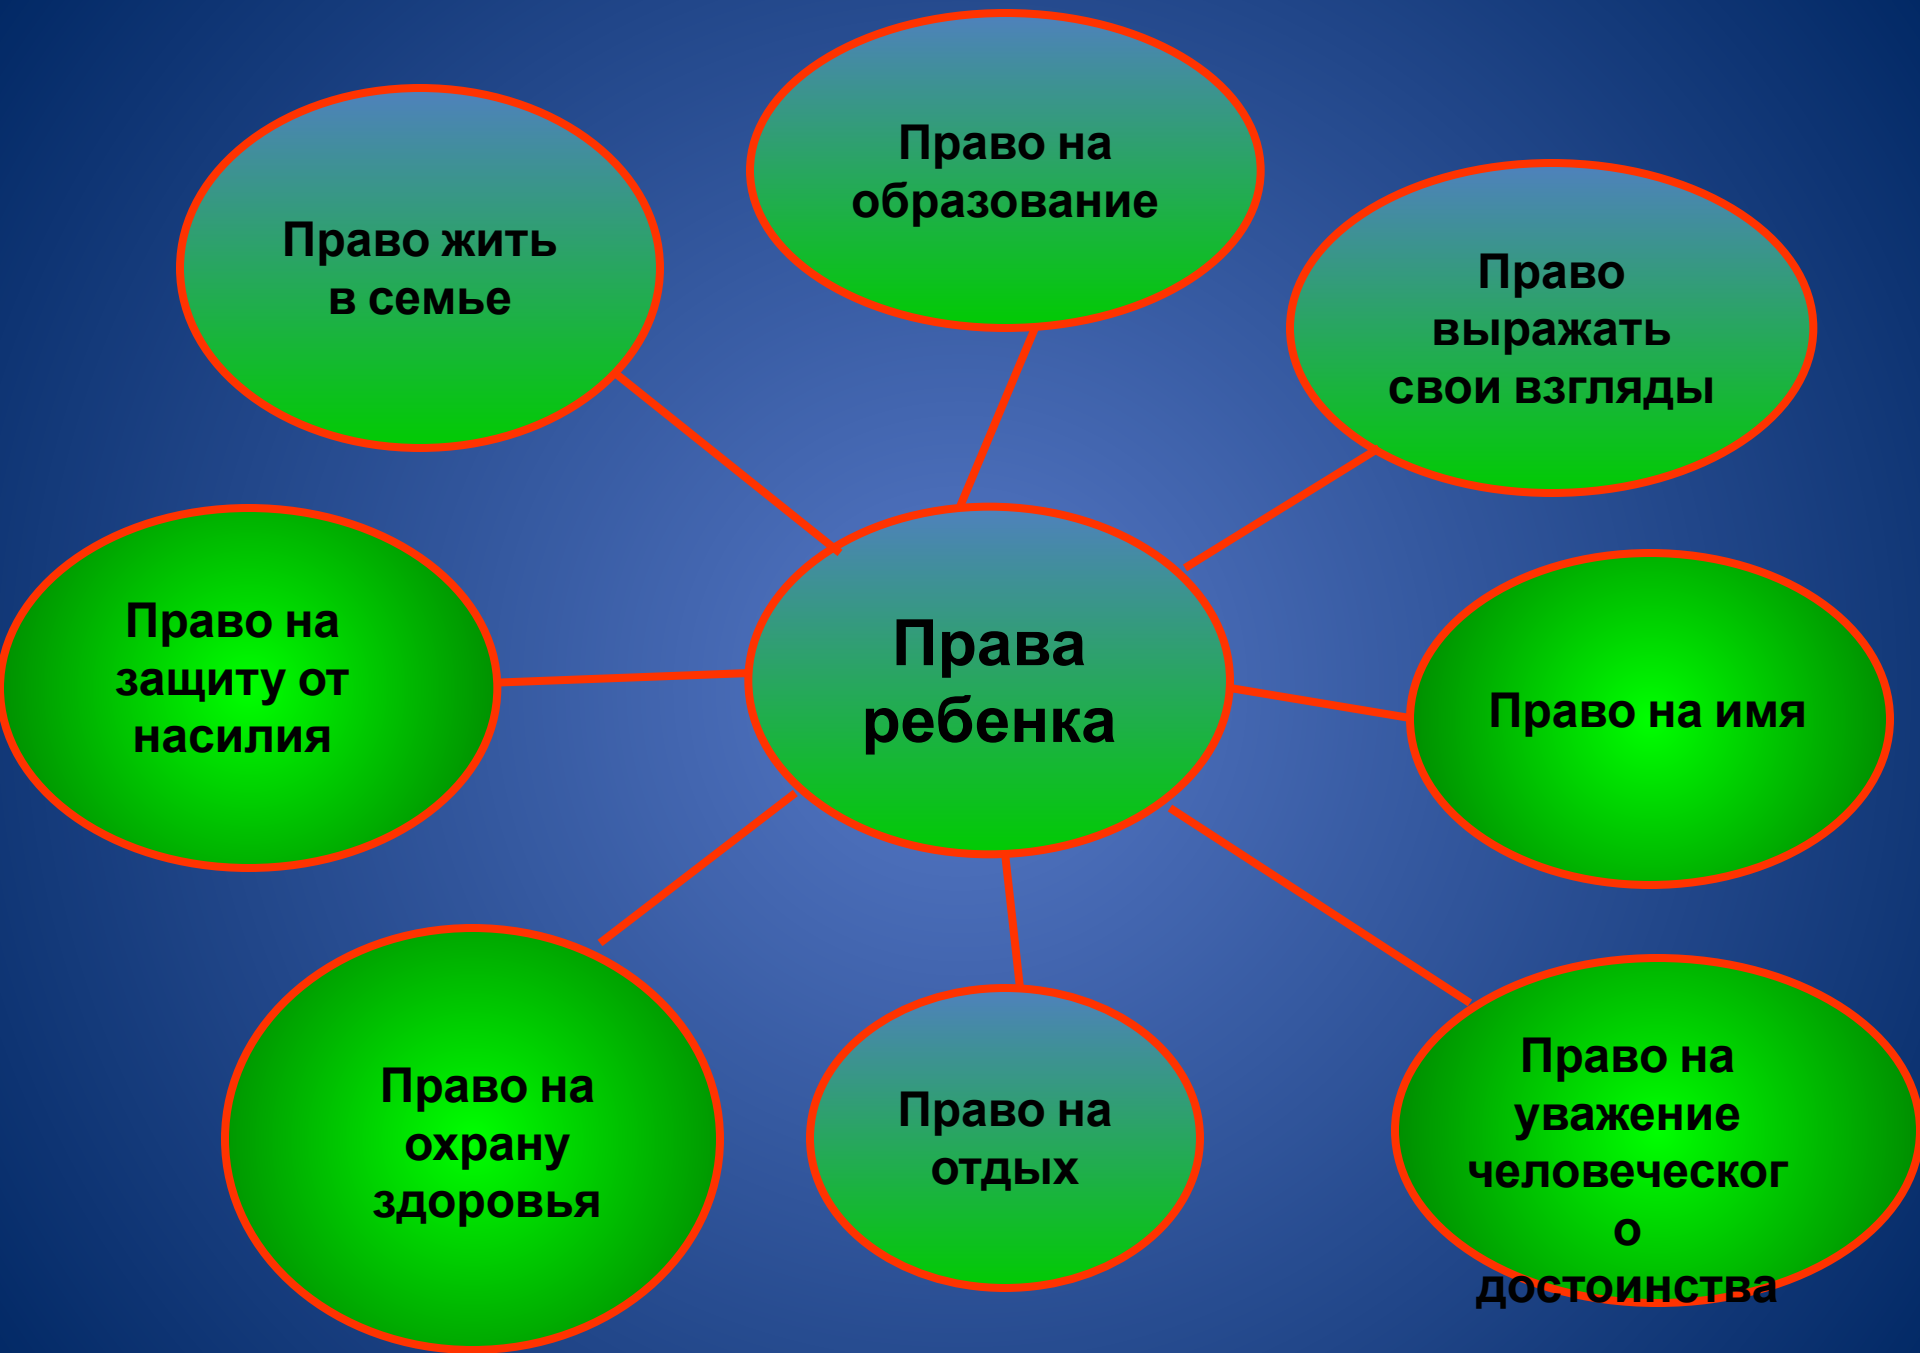 Право на
образование
Право жить
в семье
Право
выражать
свои взгляды
Право на
защиту от
насилия
Права
ребенка
Право на имя
Право на
охрану
здоровья
Право на
отдых
Право на
уважение
человеческог
о
достоинства